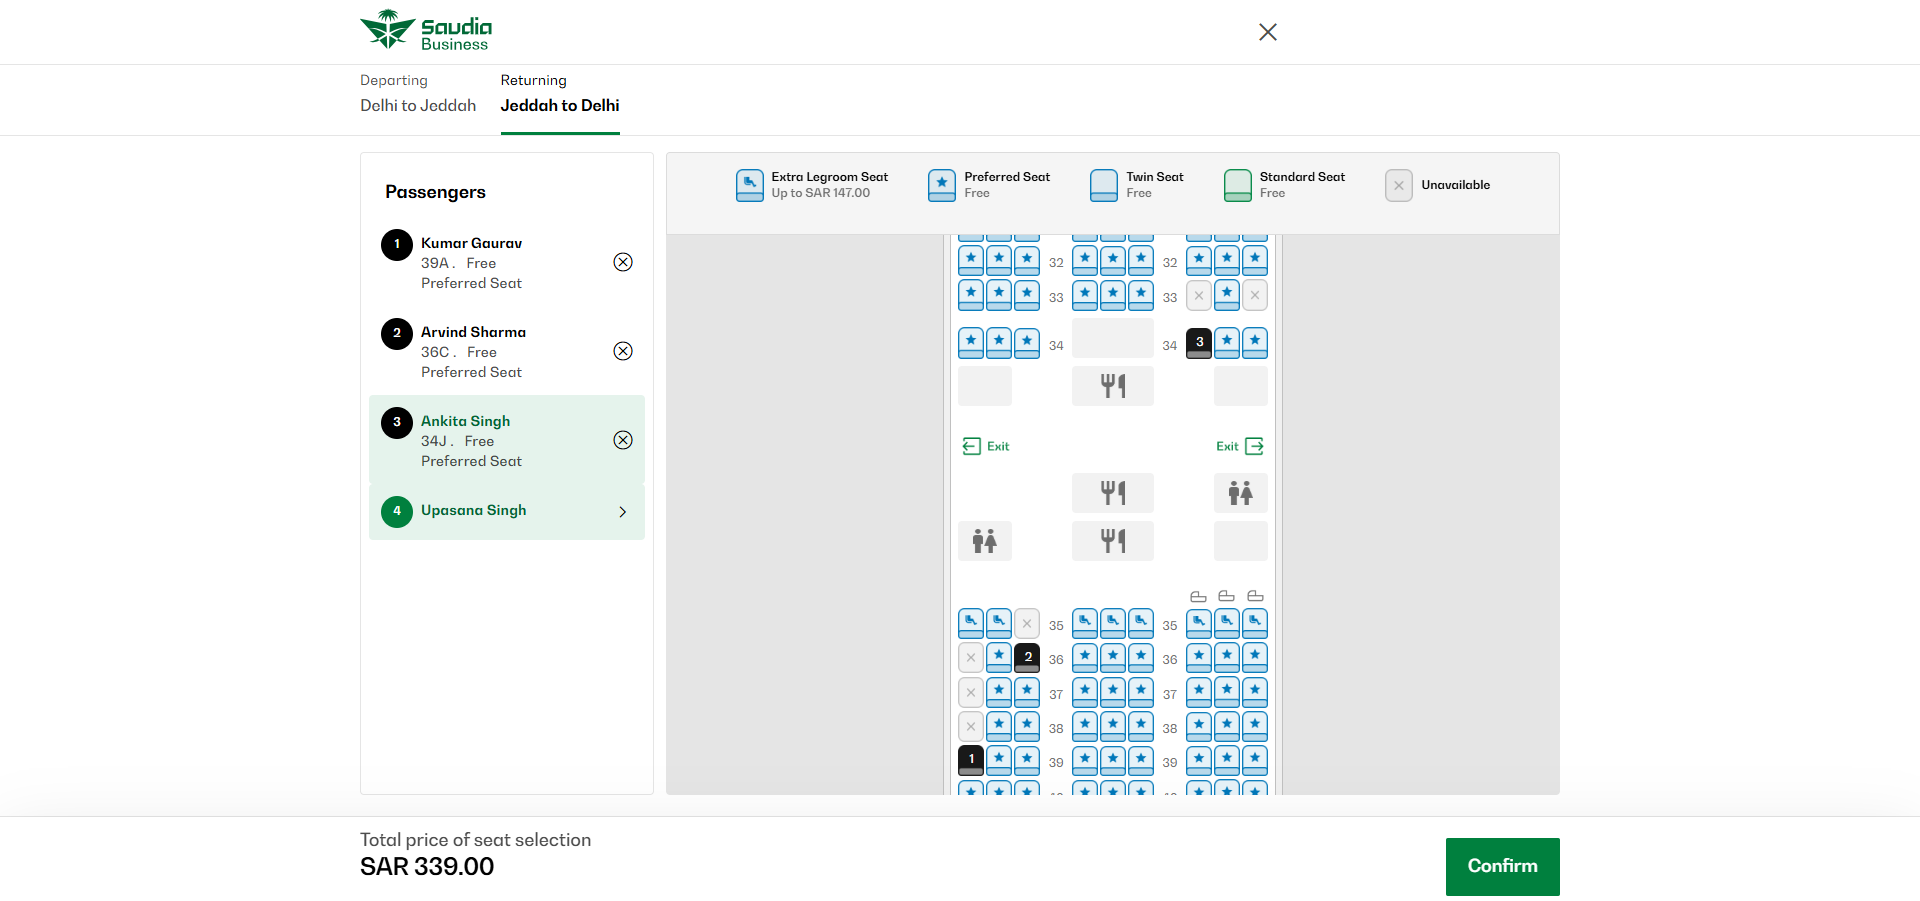 Saudia
Business
Departing
Delhi to Jeddah
Returning
Jeddah to Delhi
Passengers
1
Kumar Gaurav
39A . Free
Preferred Seat
2
Arvind Sharma
36C . Free
Preferred Seat
3
Ankita Singh
34J . Free
Preferred Seat
4
Upasana Singh
Extra Legroom Seat
Up to SAR 147.00
Preferred Seat
Free
Twin Seat
Free
Standard Seat
Free
Unavailable
32 32
33 33
34 34 3
Exit Exit
35 35
2 36 36
37 37
38 38
1 39 39
Total price of seat selection
SAR 339.00
Confirm